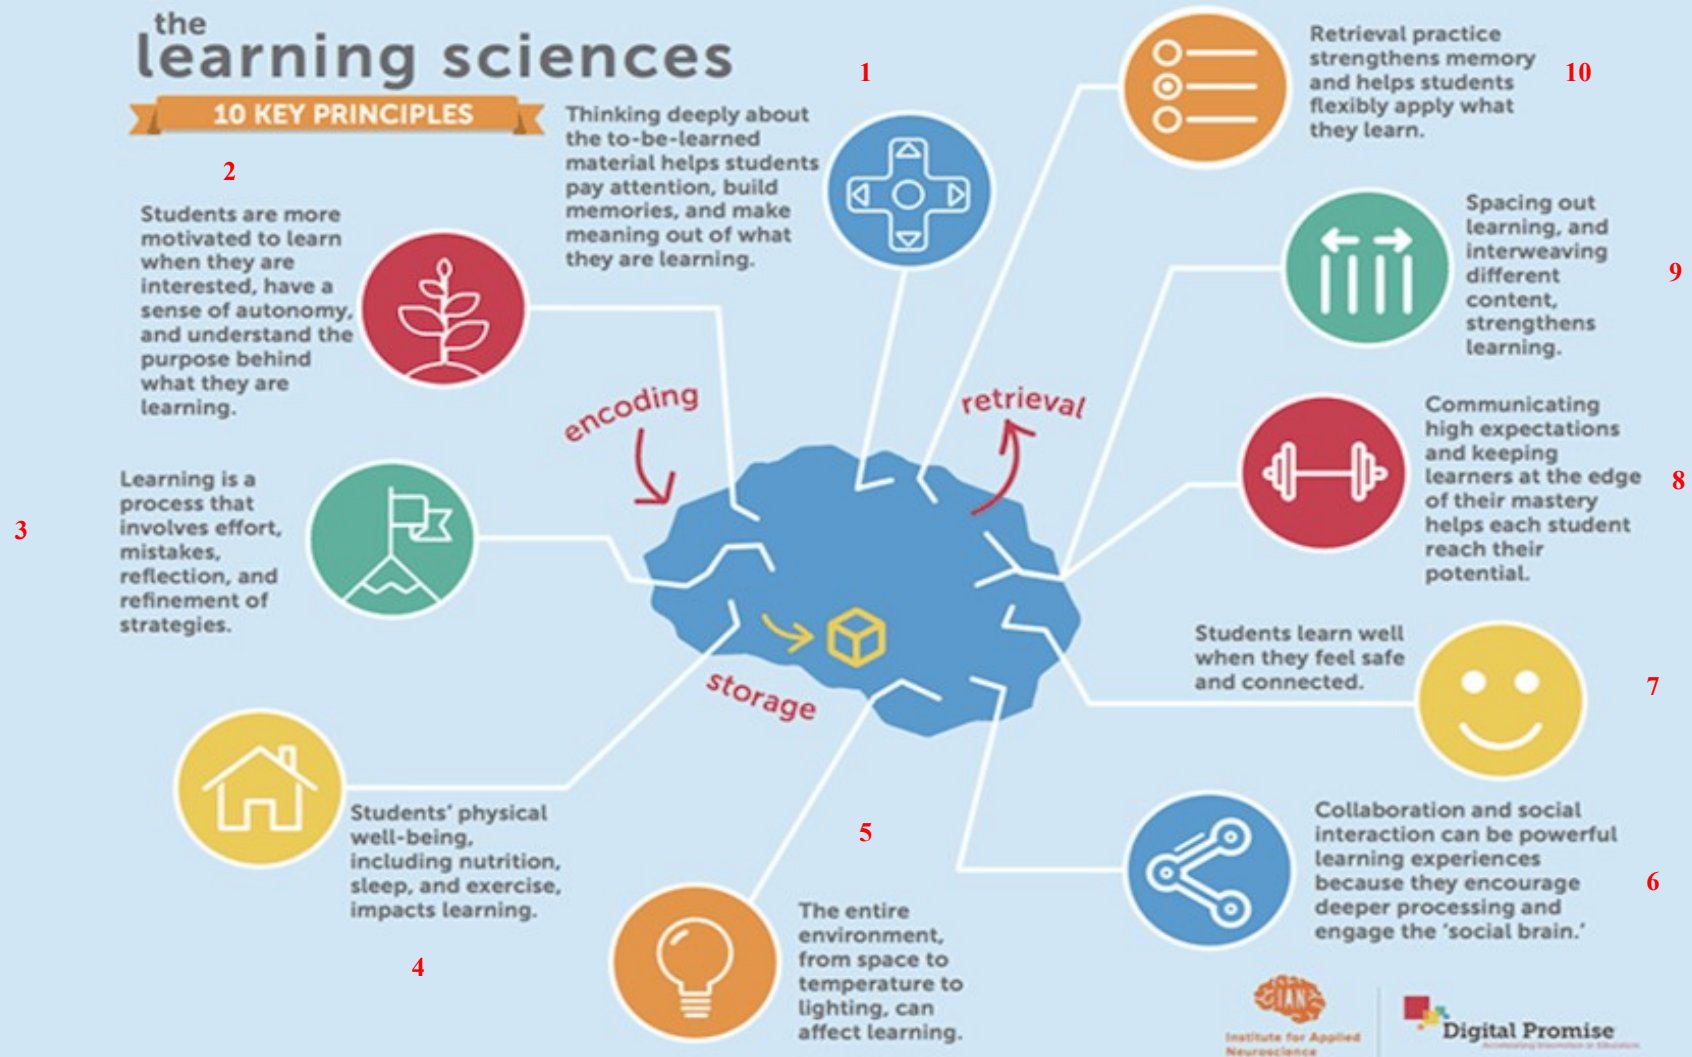 the
learning sciences
10 KEY PRINCIPLES
1
Thinking deeply about
the to-be-learned
material helps students
pay attention, build
memories, and make
meaning out of what
they are learning.
2
Students are more
motivated to learn
when they are
interested, have a
sense of autonomy,
and understand the
purpose behind
what they are
learning.
3
Learning is a
process that
involves effort,
mistakes,
reflection, and
refinement of
strategies.
4
Students' physical
well-being,
including nutrition,
sleep, and exercise,
impacts learning.
5
The entire
environment,
from space to
temperature to
lighting, can
affect learning.
6
Collaboration and social
interaction can be powerful
learning experiences
because they encourage
deeper processing and
engage the 'social brain.'
7
Students learn well
when they feel safe
and connected.
8
Communicating
high expectations
and keeping
learners at the edge
of their mastery
helps each student
reach their
potential.
9
Spacing out
learning, and
interweaving
different
content,
strengthens
learning.
10
Retrieval practice
strengthens memory
and helps students
flexibly apply what
they learn.
encoding
retrieval
storage
IAN
Institute for Applied
Neuroscience
Digital Promise